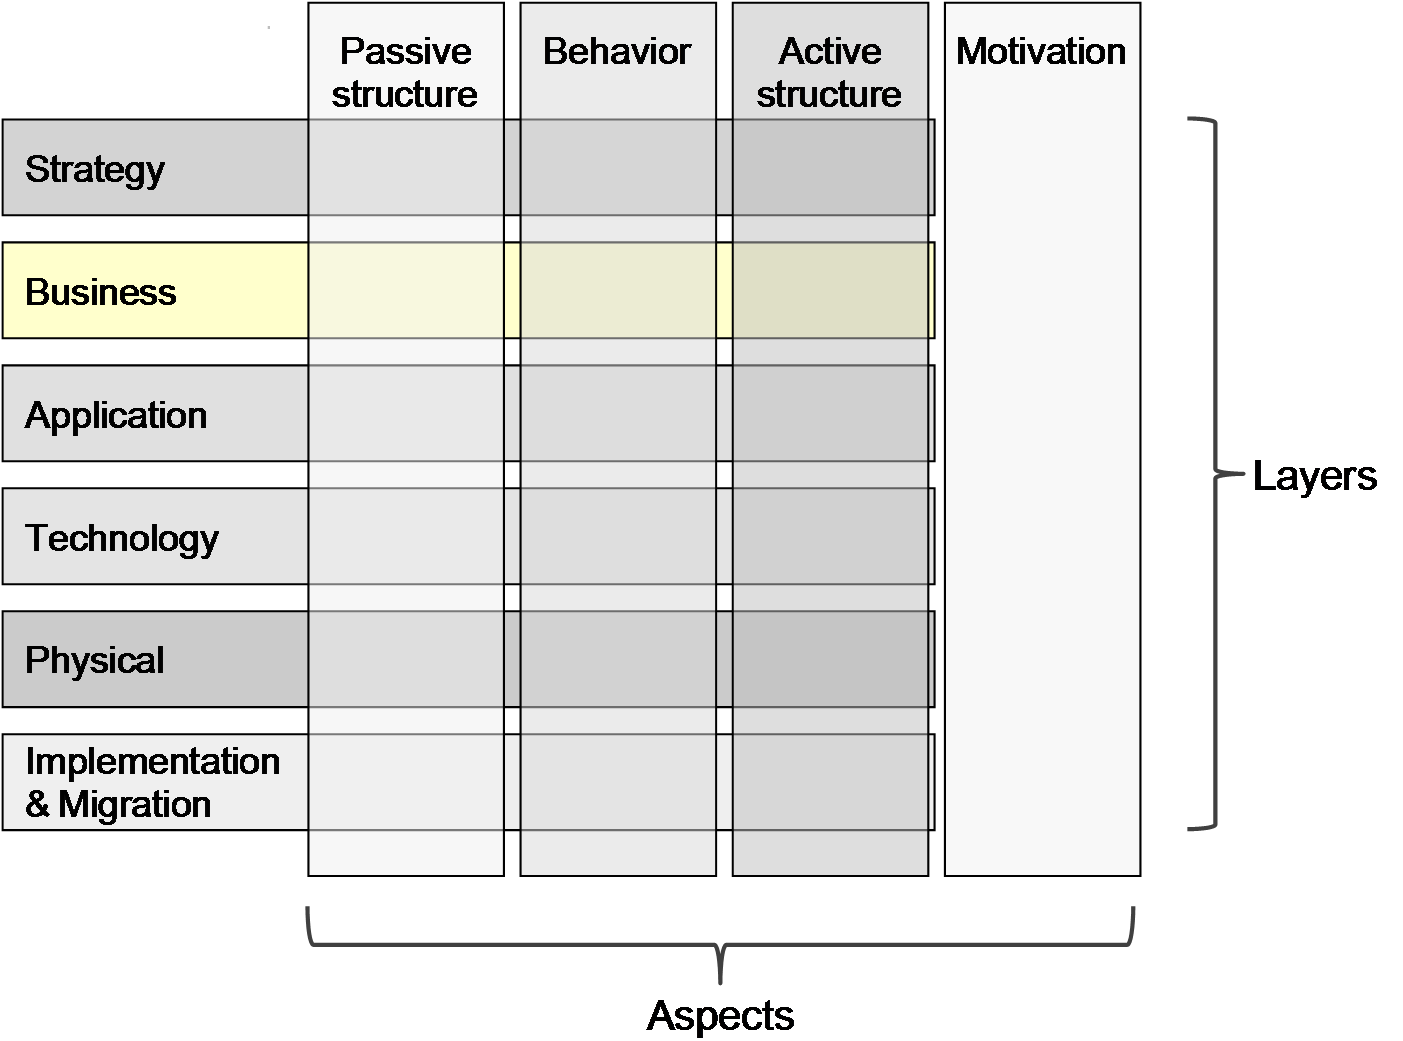 Passive
structure
Behavior
Active
structure
Motivation
Strategy
Business
Application
Technology
Physical
Implementation
& Migration
Layers
Aspects